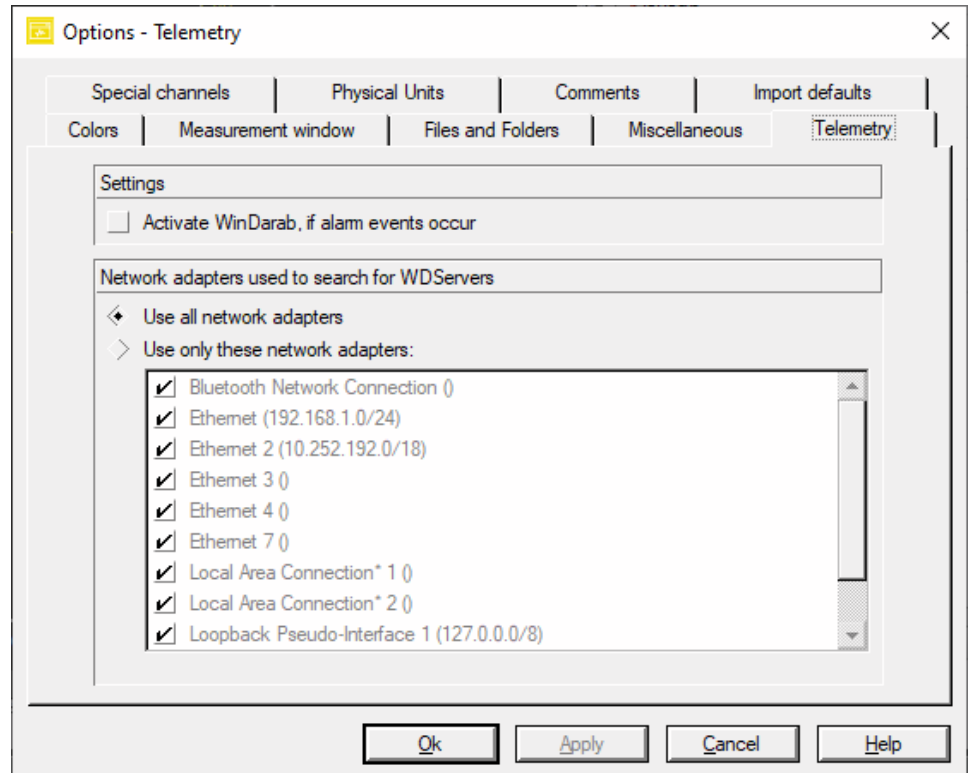 Options - Telemetry
Special channels
Physical Units
Comments
Import defaults
Colors
Measurement window
Files and Folders
Miscellaneous
Telemetry
Settings
Activate WinDarab, if alarm events occur
Network adapters used to search for WDServers
Use all network adapters
Use only these network adapters:
Bluetooth Network Connection ()
Ethernet (192.168.1.0/24)
Ethernet 2 (10.252.192.0/18)
Ethernet 3 ()
Ethernet 4 ()
Ethernet 7 ()
Local Area Connection* 1 ()
Local Area Connection* 2 ()
Loopback Pseudo-Interface 1 (127.0.0.0/8)
Ok
Apply
Cancel
Help